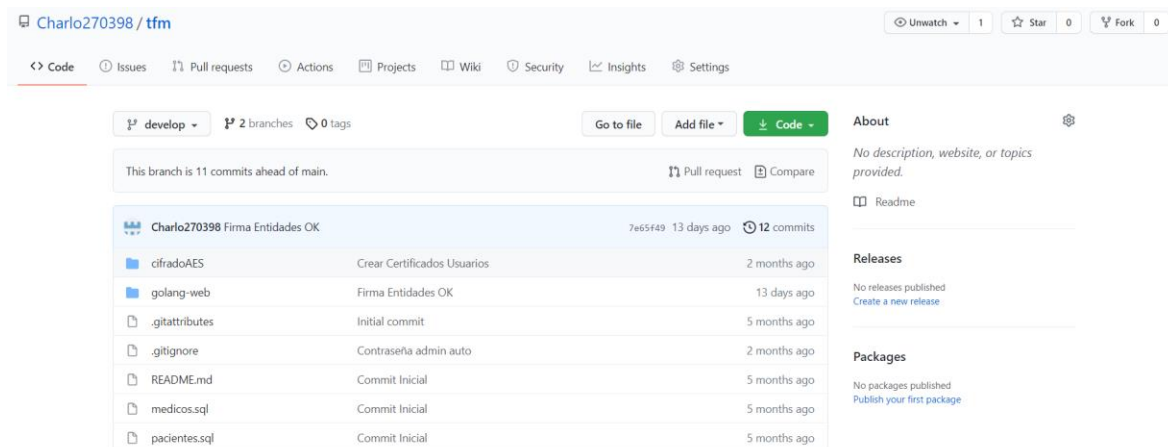 Charlo270398 / tfm
Unwatch 1 Star 0 Fork 0
<> Code Issues Pull requests Actions Projects Wiki Security Insights Settings
develop 2 branches 0 tags Go to file Add file Code
This branch is 11 commits ahead of main. Pull request Compare
Charlo270398 Firma Entidades OK 7e65f49 13 days ago 12 commits
cifradoAES Crear Certificados Usuarios 2 months ago
golang-web Firma Entidades OK 13 days ago
.gitattributes Initial commit 5 months ago
.gitignore Contraseña admin auto 2 months ago
README.md Commit Inicial 5 months ago
medicos.sql Commit Inicial 5 months ago
pacientes.sql Commit Inicial 5 months ago
About
No description, website, or topics
provided.
Readme
Releases
No releases published
Create a new release
Packages
No packages published
Publish your first package